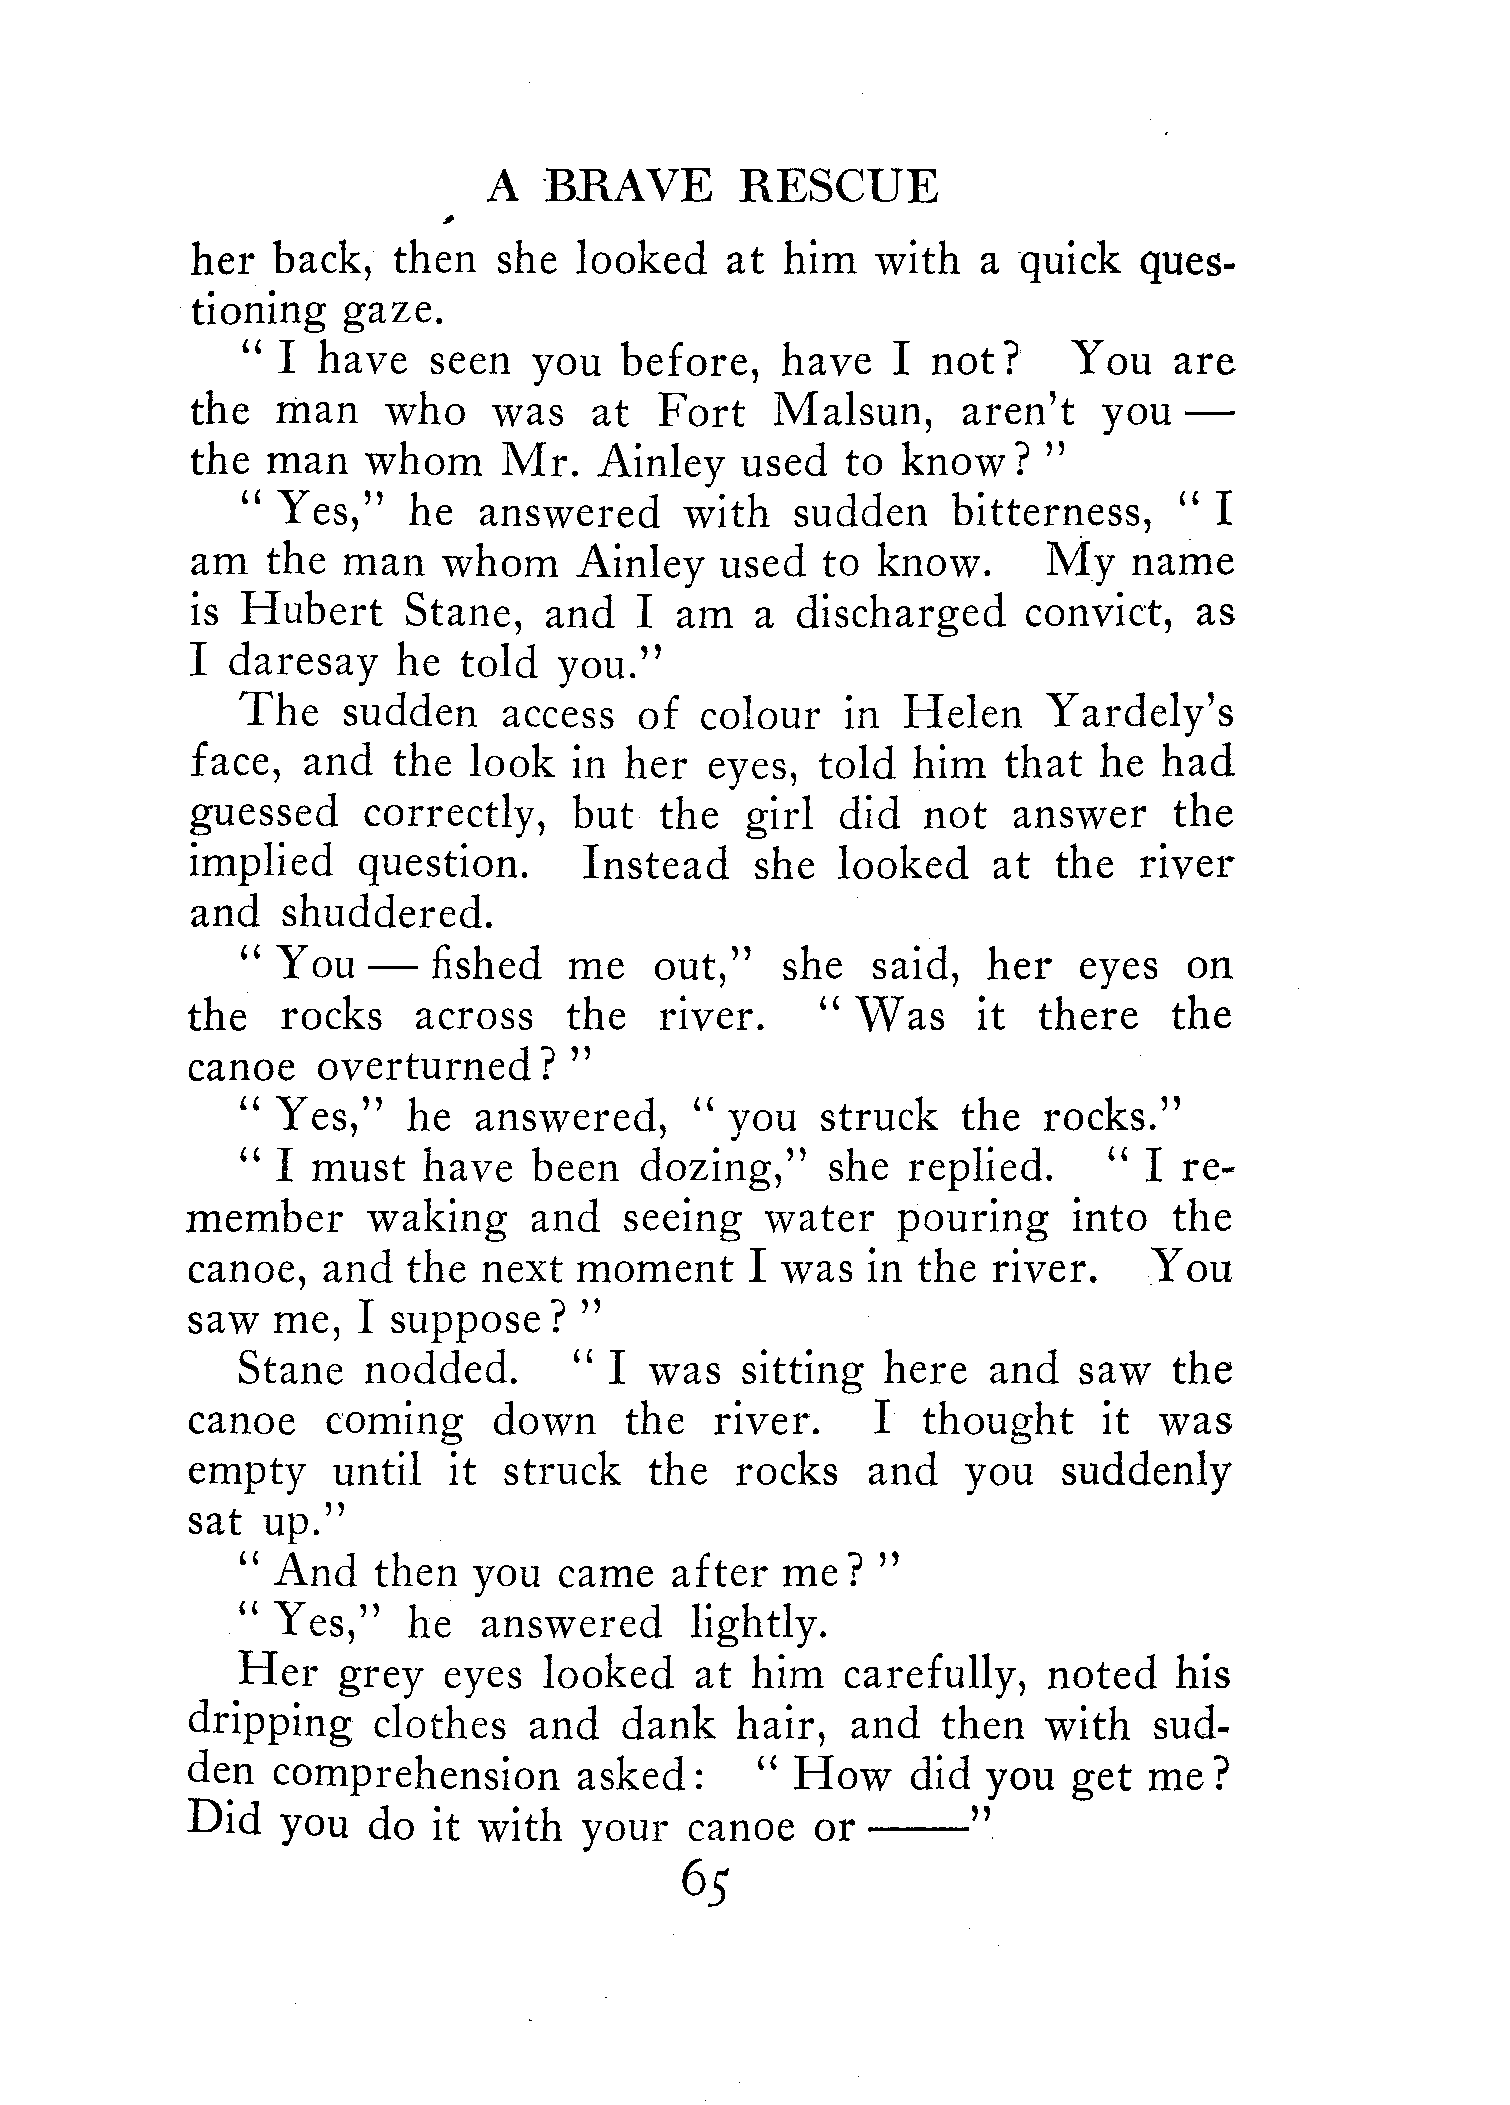 A BRAVE RESCUE
her back, then she looked at him with a quick ques-
tioning gaze.
" I have seen you before, have I not? You are
the man who was at Fort Malsun, aren't you —
the man whom Mr. Ainley used to know? "
" Yes," he answered with sudden bitterness, " I
am the man whom Ainley used to know. My name
is Hubert Stane, and I am a discharged convict, as
I daresay he told you."
The sudden access of colour in Helen Yardely's
face, and the look in her eyes, told him that he had
guessed correctly, but the girl did not answer the
implied question. Instead she looked at the river
and shuddered.
" You — fished me out," she said, her eyes on
the rocks across the river. " Was it there the
canoe overturned? "
" Yes," he answered, " you struck the rocks."
" I must have been dozing," she replied. " I re-
member waking and seeing water pouring into the
canoe, and the next moment I was in the river. You
saw me, I suppose? "
Stane nodded. " I was sitting here and saw the
canoe coming down the river. I thought it was
empty until it struck the rocks and you suddenly
sat up."
" And then you came after me? "
" Yes," he answered lightly.
Her grey eyes looked at him carefully, noted his
dripping clothes and dank hair, and then with sud-
den comprehension asked: " How did you get me?
Did you do it with your canoe or ——"
65